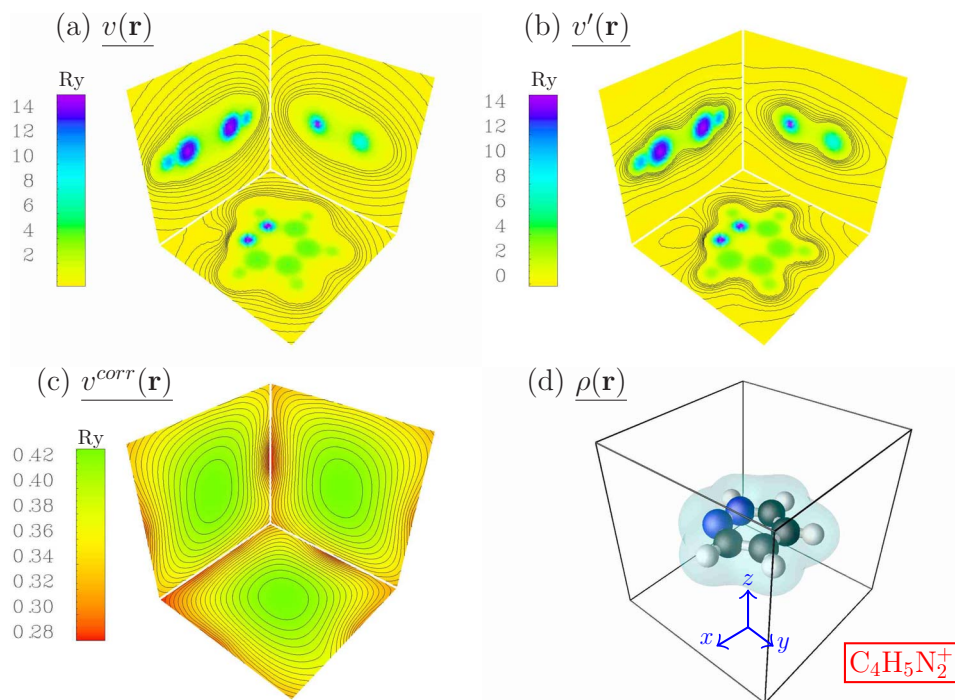 (a) v(r)
Ry
14
12
10
8
6
4
2
(b) v′(r)
Ry
14
12
10
8
6
4
2
0
(c) v^{corr}(r)
Ry
0.42
0.40
0.38
0.36
0.34
0.32
0.30
0.28
(d) ρ(r)
z
x
y
C₄H₅N₂⁺